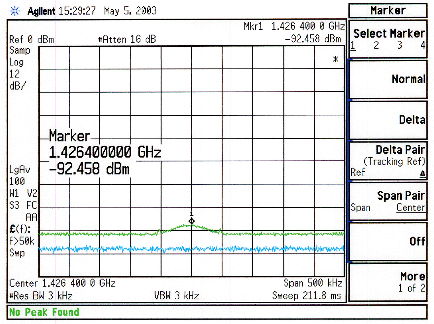 Agilent 15:29:27 May 5, 2003
Marker
Mkr1 1.426 400 0 GHz
Ref 0 dBm
#Atten 16 dB
-92.458 dBm
Samp
Log
12
dB/
*
Marker
1.426400000 GHz
-92.458 dBm
LgAv
100
W1 V2
S3 FC
AA
£(f):
f>50k
Swp
1
Center 1.426 400 0 GHz
Span 500 kHz
#Res BW 3 kHz
VBW 3 kHz
Sweep 211.8 ms
No Peak Found
Select Marker
1 2 3 4
Normal
Delta
Delta Pair
(Tracking Ref)
Ref Δ
Span Pair
Span Center
Off
More
1 of 2